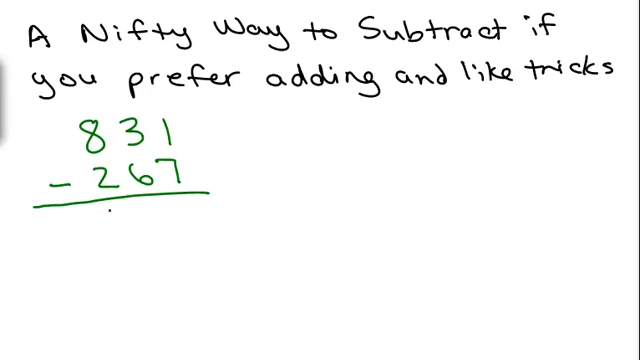 A Nifty Way to Subtract if
you prefer adding and like tricks
831
- 267